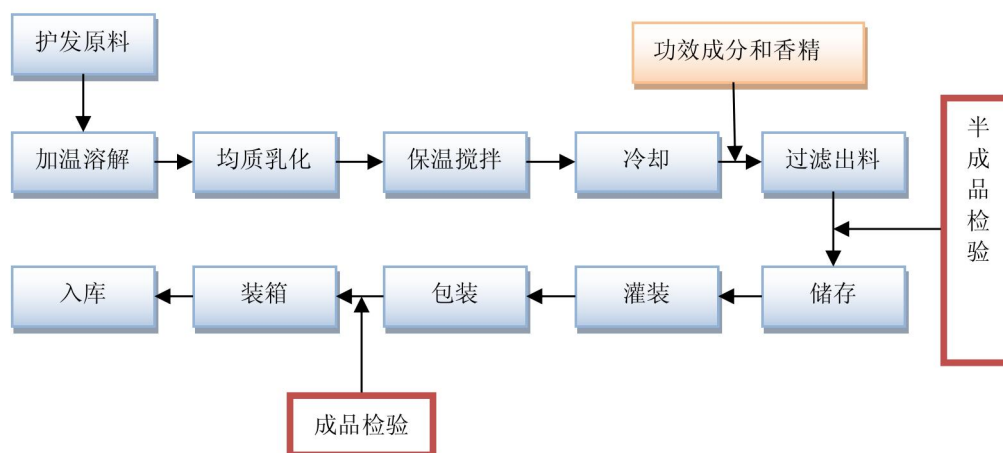 护发原料
功效成分和香精
加温溶解
均质乳化
保温搅拌
冷却
过滤出料
半成品检验
入库
装箱
包装
灌装
储存
成品检验